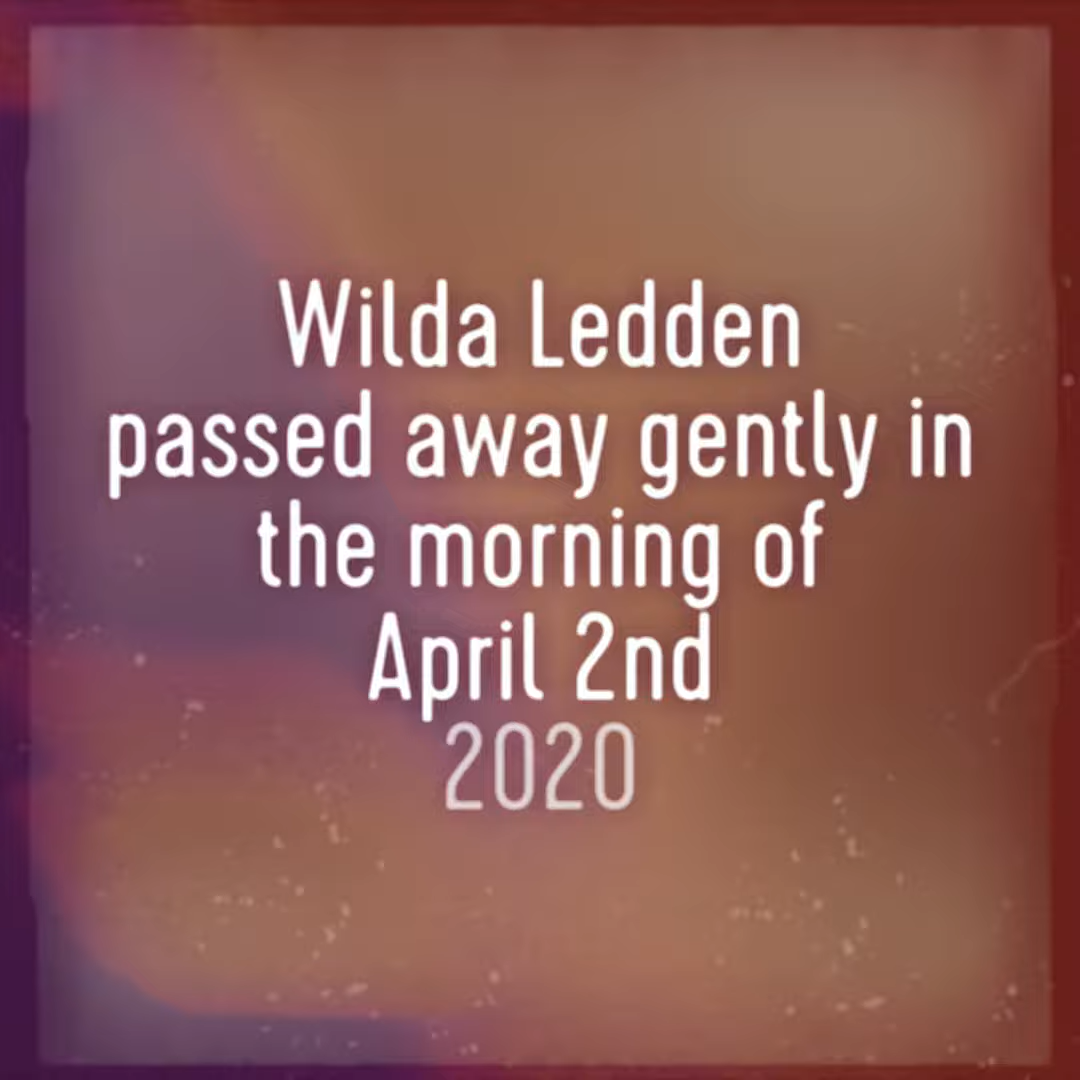 Wilda Ledden
passed away gently in
the morning of
April 2nd
2020